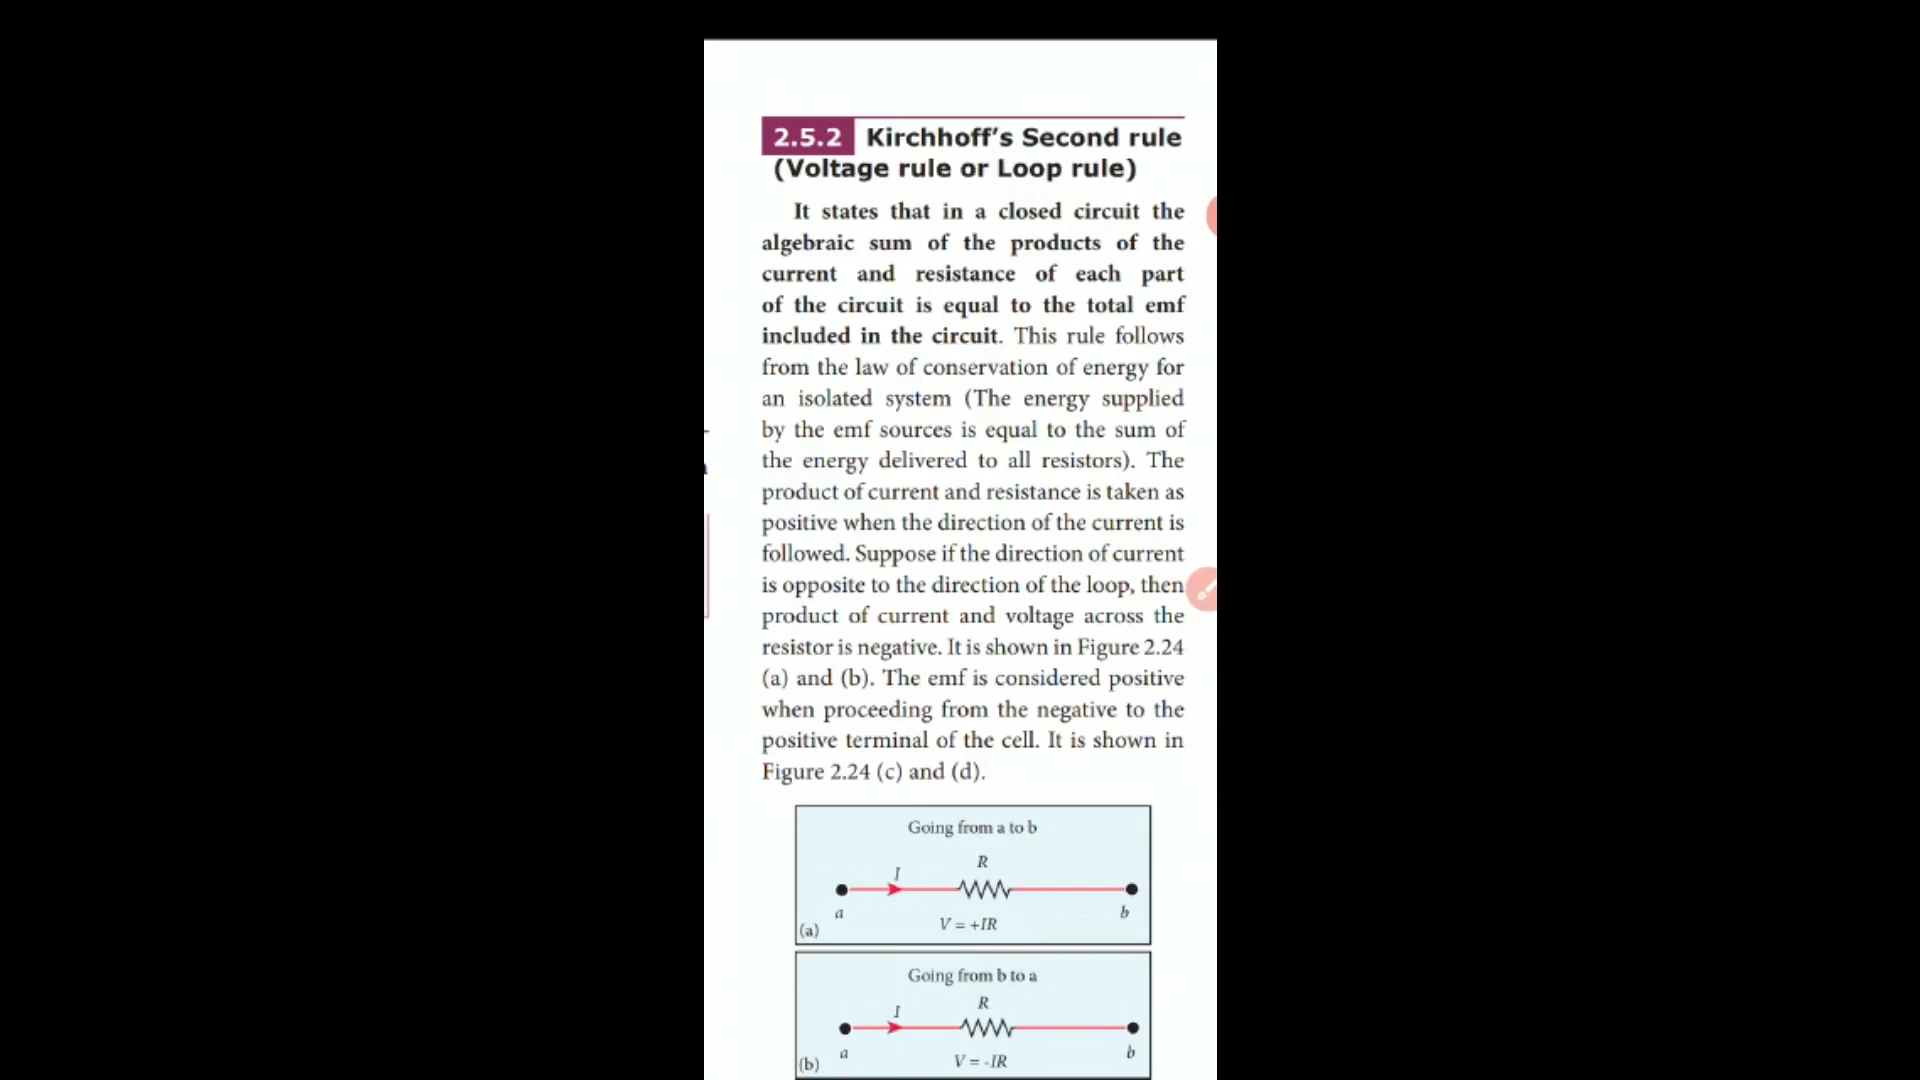 2.5.2 Kirchhoff's Second rule
(Voltage rule or Loop rule)
It states that in a closed circuit the
algebraic sum of the products of the
current and resistance of each part
of the circuit is equal to the total emf
included in the circuit. This rule follows
from the law of conservation of energy for
an isolated system (The energy supplied
by the emf sources is equal to the sum of
the energy delivered to all resistors). The
product of current and resistance is taken as
positive when the direction of the current is
followed. Suppose if the direction of current
is opposite to the direction of the loop, then
product of current and voltage across the
resistor is negative. It is shown in Figure 2.24
(a) and (b). The emf is considered positive
when proceeding from the negative to the
positive terminal of the cell. It is shown in
Figure 2.24 (c) and (d).
Going from a to b
R
I
a
b
V = +IR
(a)
Going from b to a
R
I
a
b
V = -IR
(b)